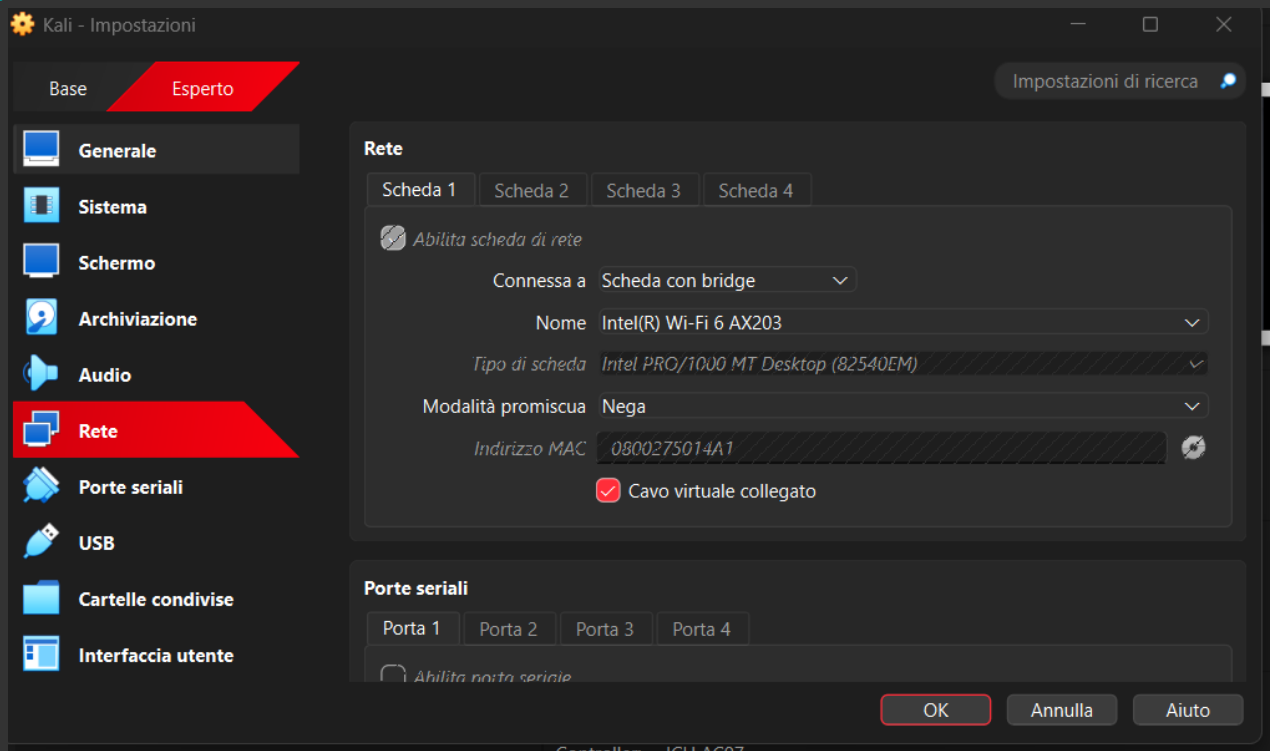 Kali - Impostazioni
Base
Esperto
Impostazioni di ricerca
Generale
Sistema
Schermo
Archiviazione
Audio
Rete
Porte seriali
USB
Cartelle condivise
Interfaccia utente
Rete
Scheda 1 Scheda 2 Scheda 3 Scheda 4
Abilita scheda di rete
Connessa a Scheda con bridge
Nome Intel(R) Wi-Fi 6 AX203
Tipo di scheda Intel PRO/1000 MT Desktop (82540EM)
Modalità promiscua Nega
Indirizzo MAC 0800275014A1
Cavo virtuale collegato
Porte seriali
Porta 1 Porta 2 Porta 3 Porta 4
Abilita porta seriale
OK Annulla Aiuto